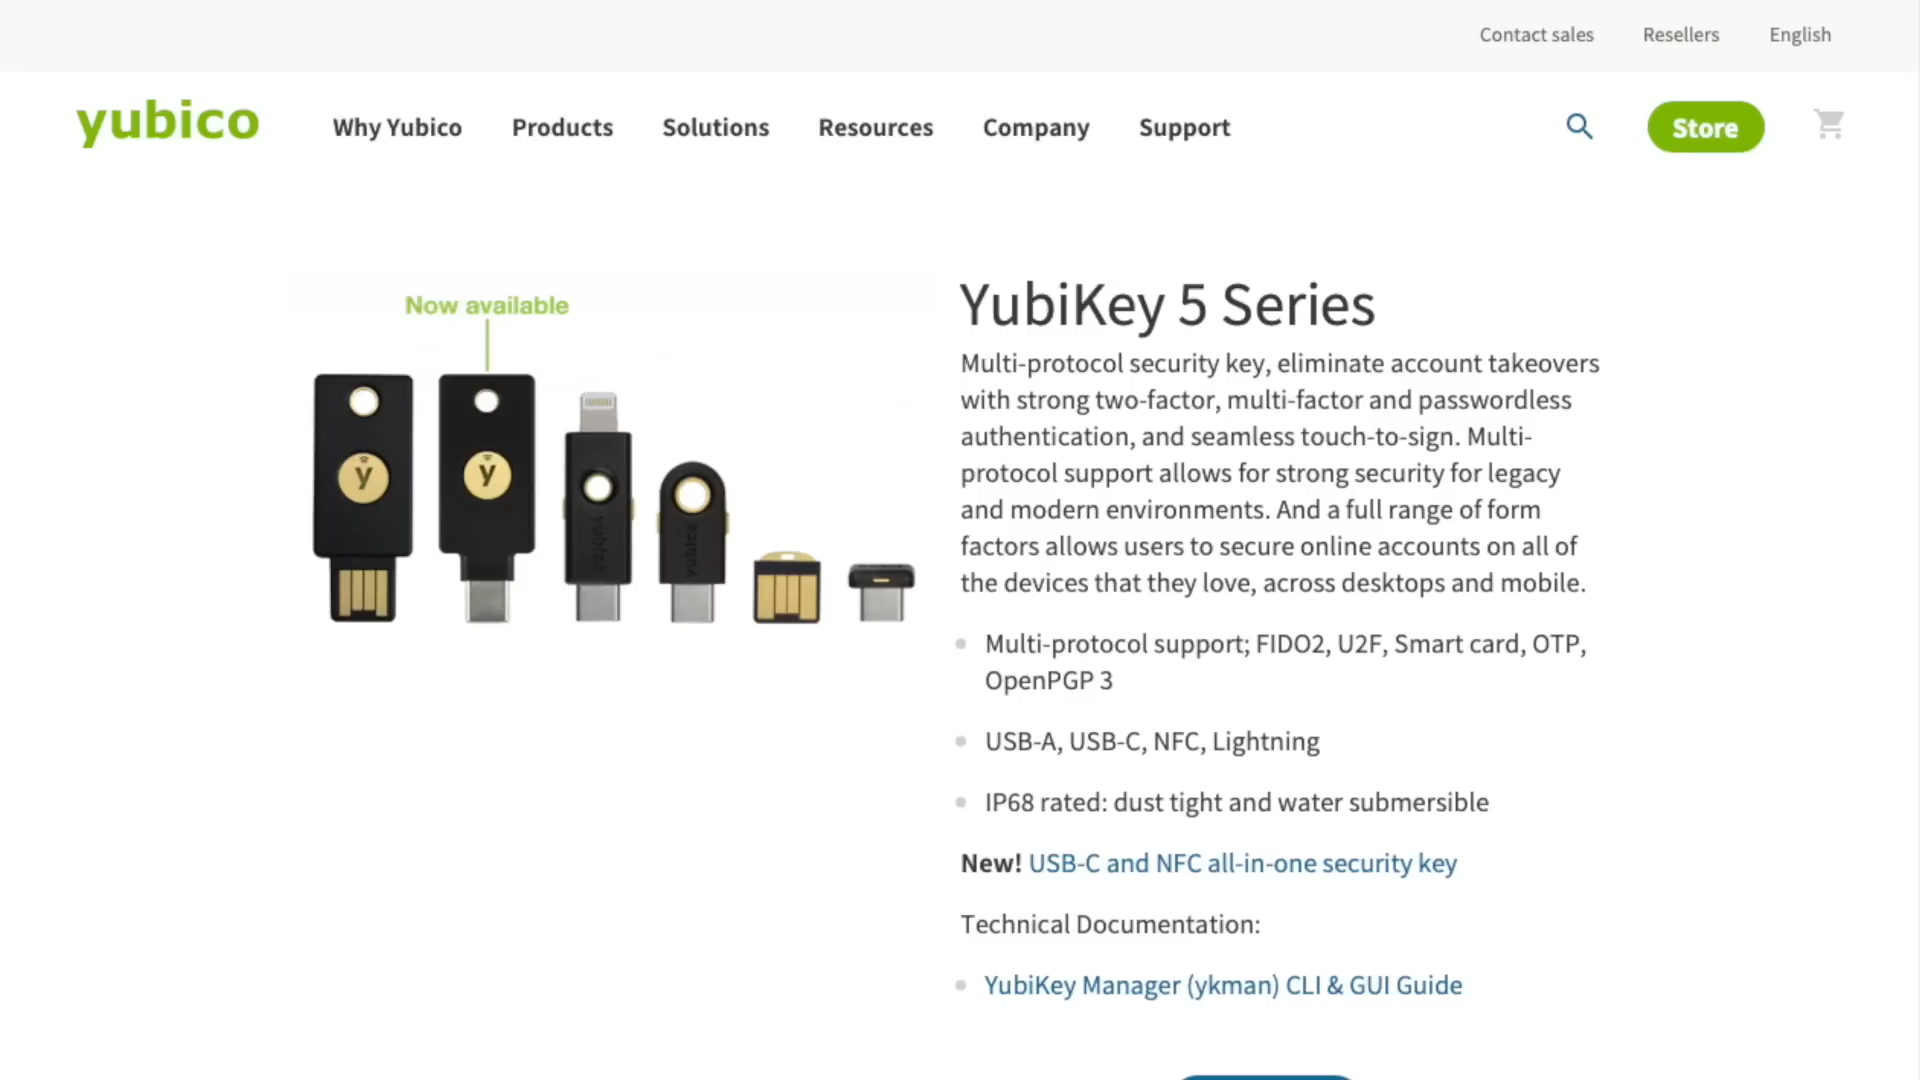 Contact sales Resellers English
yubico Why Yubico Products Solutions Resources Company Support Store
Now available
y y
yubico yubico
YubiKey 5 Series
Multi-protocol security key, eliminate account takeovers
with strong two-factor, multi-factor and passwordless
authentication, and seamless touch-to-sign. Multi-
protocol support allows for strong security for legacy
and modern environments. And a full range of form
factors allows users to secure online accounts on all of
the devices that they love, across desktops and mobile.
Multi-protocol support; FIDO2, U2F, Smart card, OTP,
OpenPGP 3
USB-A, USB-C, NFC, Lightning
IP68 rated: dust tight and water submersible
New! USB-C and NFC all-in-one security key
Technical Documentation:
YubiKey Manager (ykman) CLI & GUI Guide